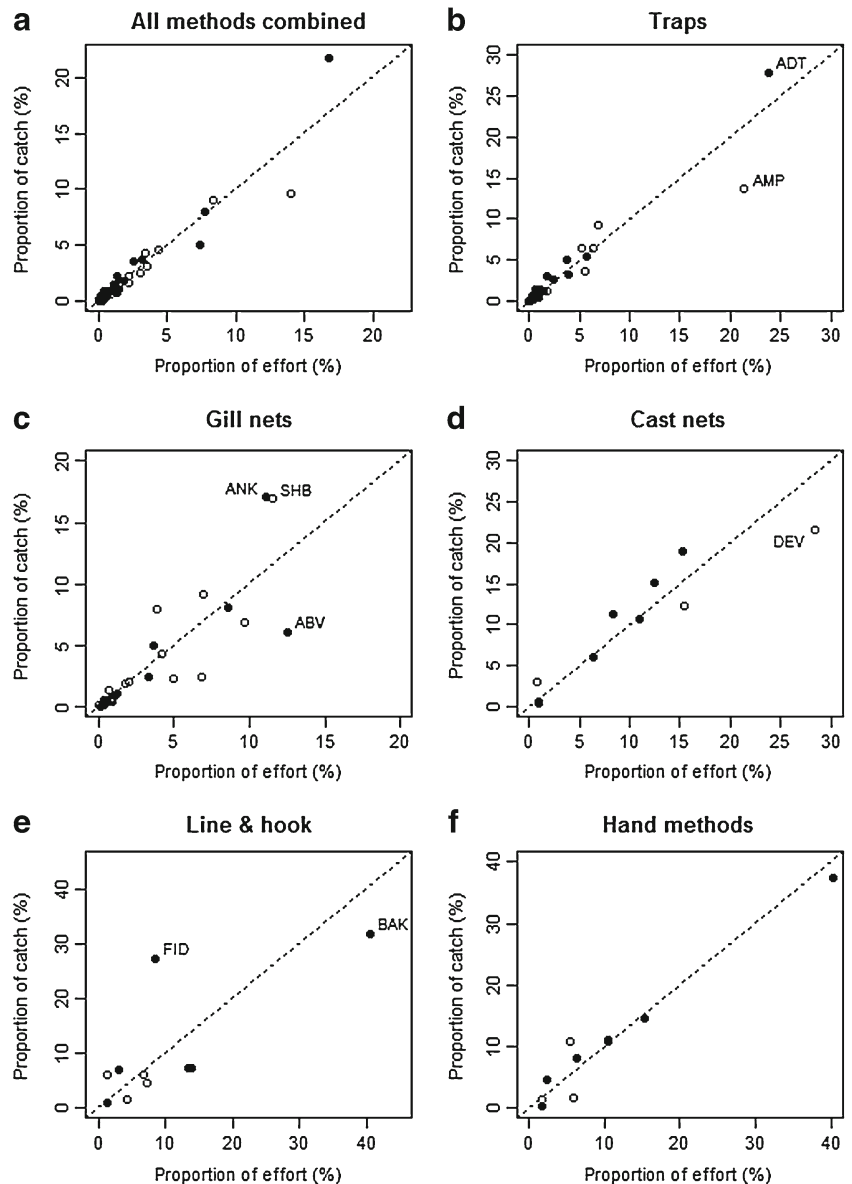 a All methods combined
Proportion of catch (%)
20
15
10
5
0
0 5 10 15 20
Proportion of effort (%)
b Traps
Proportion of catch (%)
30
25
20
15
10
5
0
ADT
AMP
0 5 10 15 20 25 30
Proportion of effort (%)
c Gill nets
Proportion of catch (%)
20
15
10
5
0
ANK SHB
ABV
0 5 10 15 20
Proportion of effort (%)
d Cast nets
Proportion of catch (%)
30
25
20
15
10
5
0
DEV
0 5 10 15 20 25 30
Proportion of effort (%)
e Line & hook
Proportion of catch (%)
40
30
20
10
0
BAK
FID
0 10 20 30 40
Proportion of effort (%)
f Hand methods
Proportion of catch (%)
40
30
20
10
0
0 10 20 30 40
Proportion of effort (%)